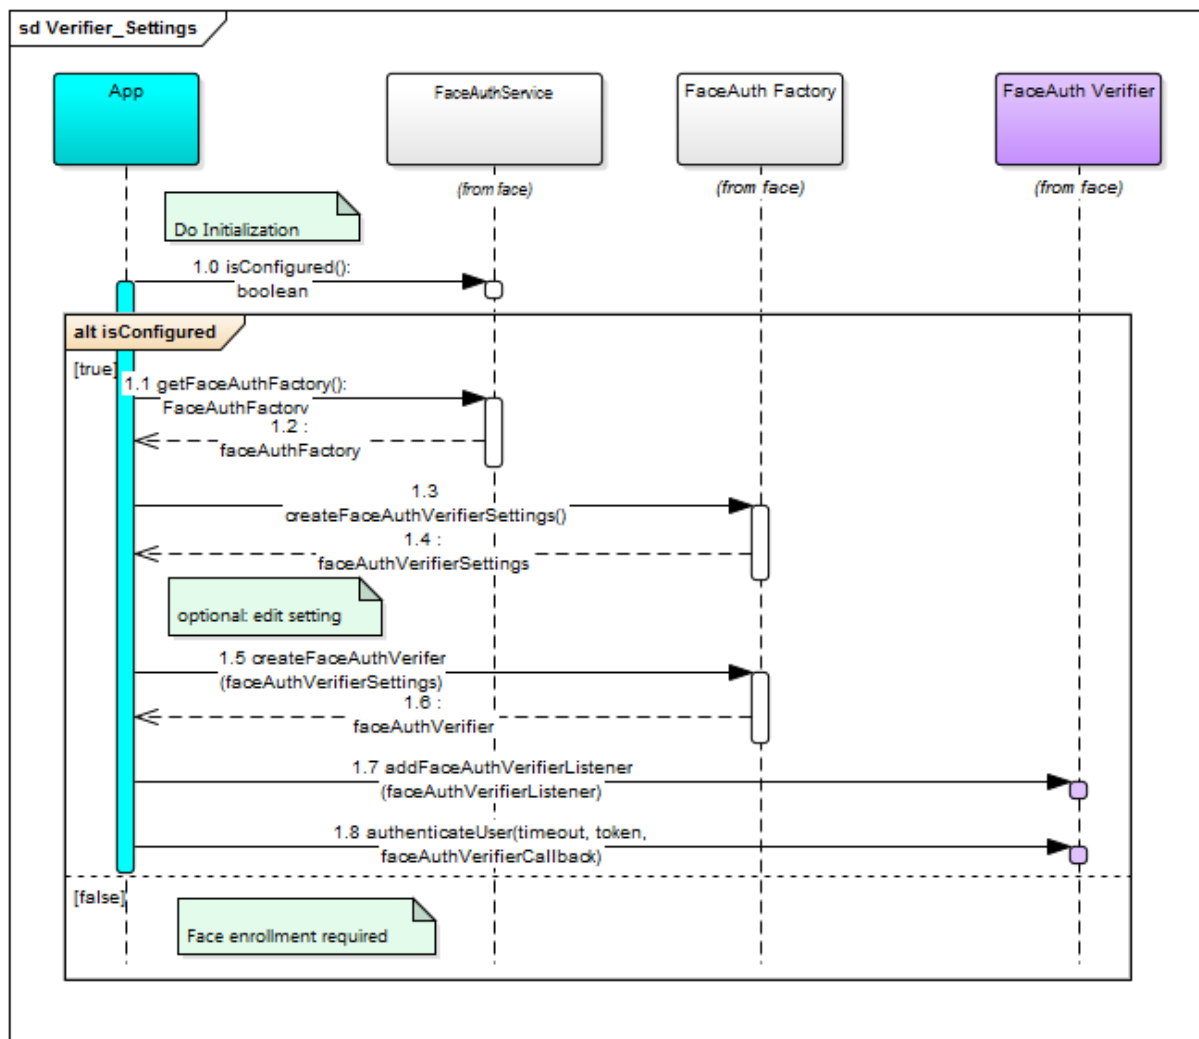 sd Verifier_Settings
App
FaceAuthService
FaceAuth Factory
FaceAuth Verifier
(from face)
(from face)
(from face)
Do Initialization
1.0 isConfigured():
boolean
alt isConfigured
[true]
1.1 getFaceAuthFactory():
FaceAuthFactory
1.2 :
faceAuthFactory
1.3
createFaceAuthVerifierSettings()
1.4 :
faceAuthVerifierSettings
optional: edit setting
1.5 createFaceAuthVerifer
(faceAuthVerifierSettings)
1.6 :
faceAuthVerifier
1.7 addFaceAuthVerifierListener
(faceAuthVerifierListener)
1.8 authenticateUser(timeout, token,
faceAuthVerifierCallback)
[false]
Face enrollment required